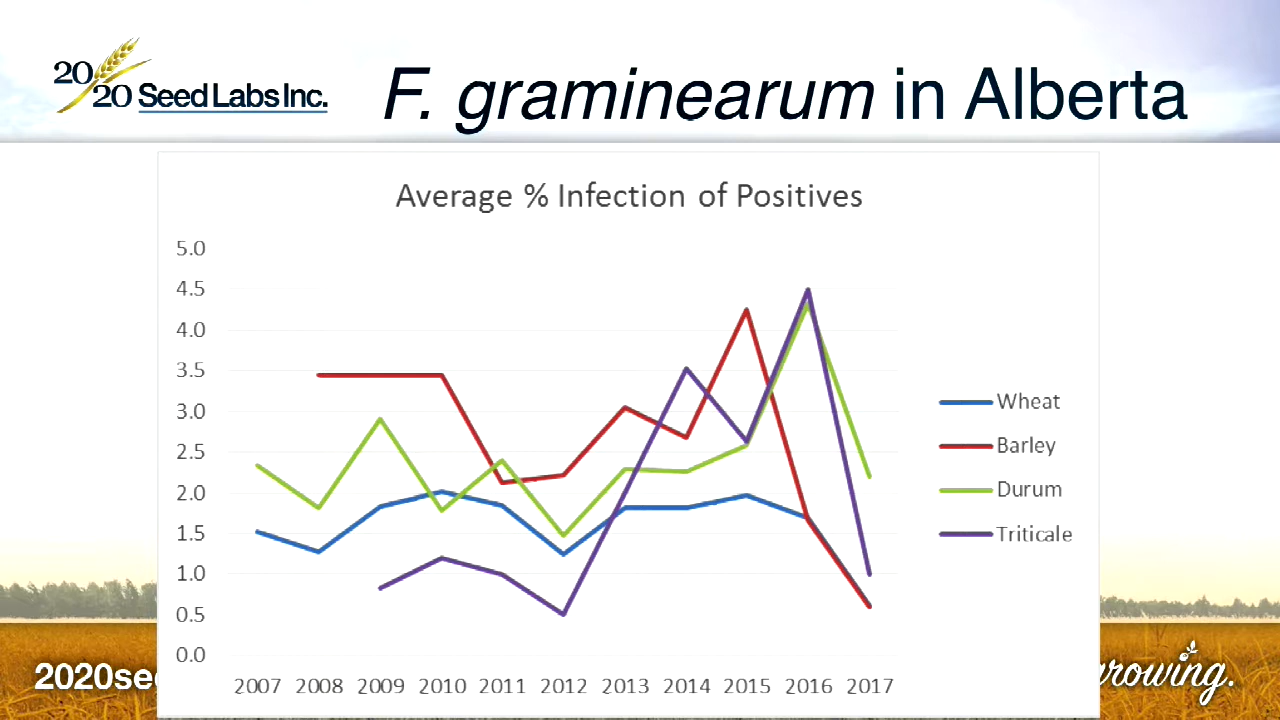 20
20 Seed Labs Inc.
F. graminearum in Alberta
Average % Infection of Positives
5.0
4.5
4.0
3.5
3.0
2.5
2.0
1.5
1.0
0.5
0.0
2007 2008 2009 2010 2011 2012 2013 2014 2015 2016 2017
Wheat
Barley
Durum
Triticale
2020see
rowing.